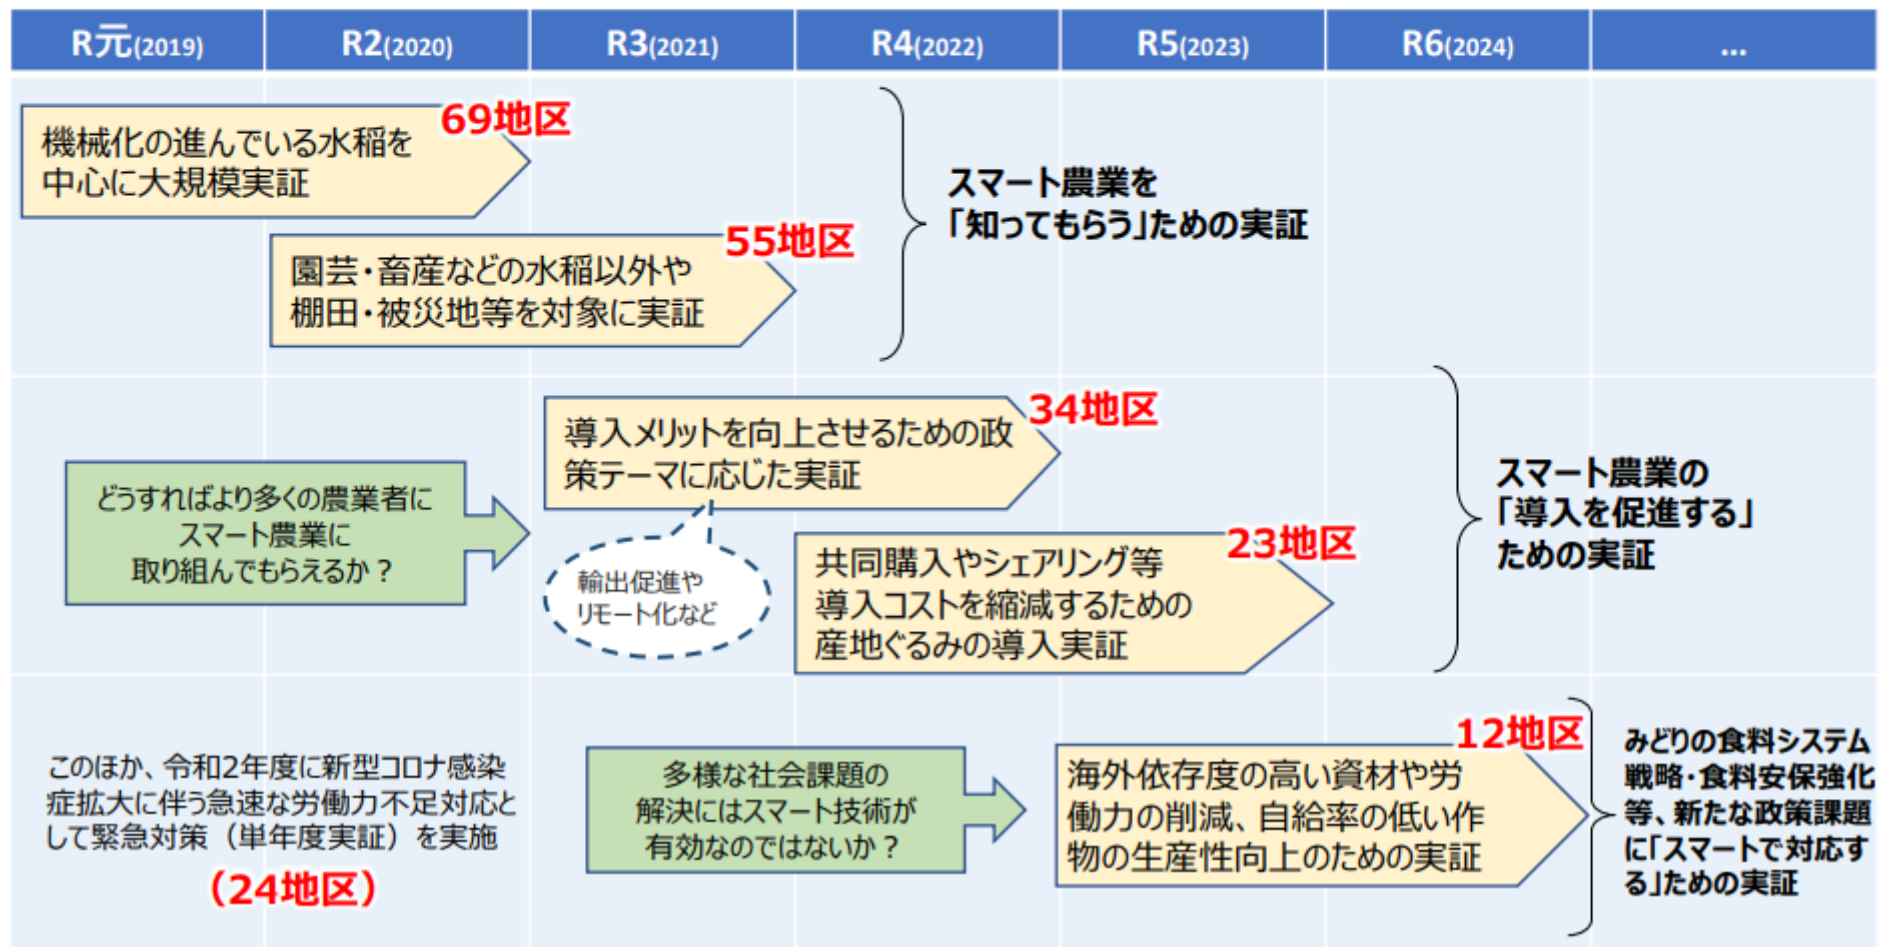 R元(2019)
R2(2020)
R3(2021)
R4(2022)
R5(2023)
R6(2024)
…
69地区
機械化の進んでいる水稲を
中心に大規模実証
55地区
園芸・畜産などの水稲以外や
棚田・被災地等を対象に実証
スマート農業を
「知ってもらう」ための実証
どうすればより多くの農業者に
スマート農業に
取り組んでもらえるか？
34地区
導入メリットを向上させるための政
策テーマに応じた実証
輸出促進や
リモート化など
23地区
共同購入やシェアリング等
導入コストを縮減するための
産地ぐるみの導入実証
スマート農業の
「導入を促進する」
ための実証
このほか、令和2年度に新型コロナ感染
症拡大に伴う急速な労働力不足対応と
して緊急対策（単年度実証）を実施
（24地区）
多様な社会課題の
解決にはスマート技術が
有効なのではないか？
12地区
海外依存度の高い資材や労
働力の削減、自給率の低い作
物の生産性向上のための実証
みどりの食料システム
戦略・食料安保強化
等、新たな政策課題
に「スマートで対応す
る」ための実証